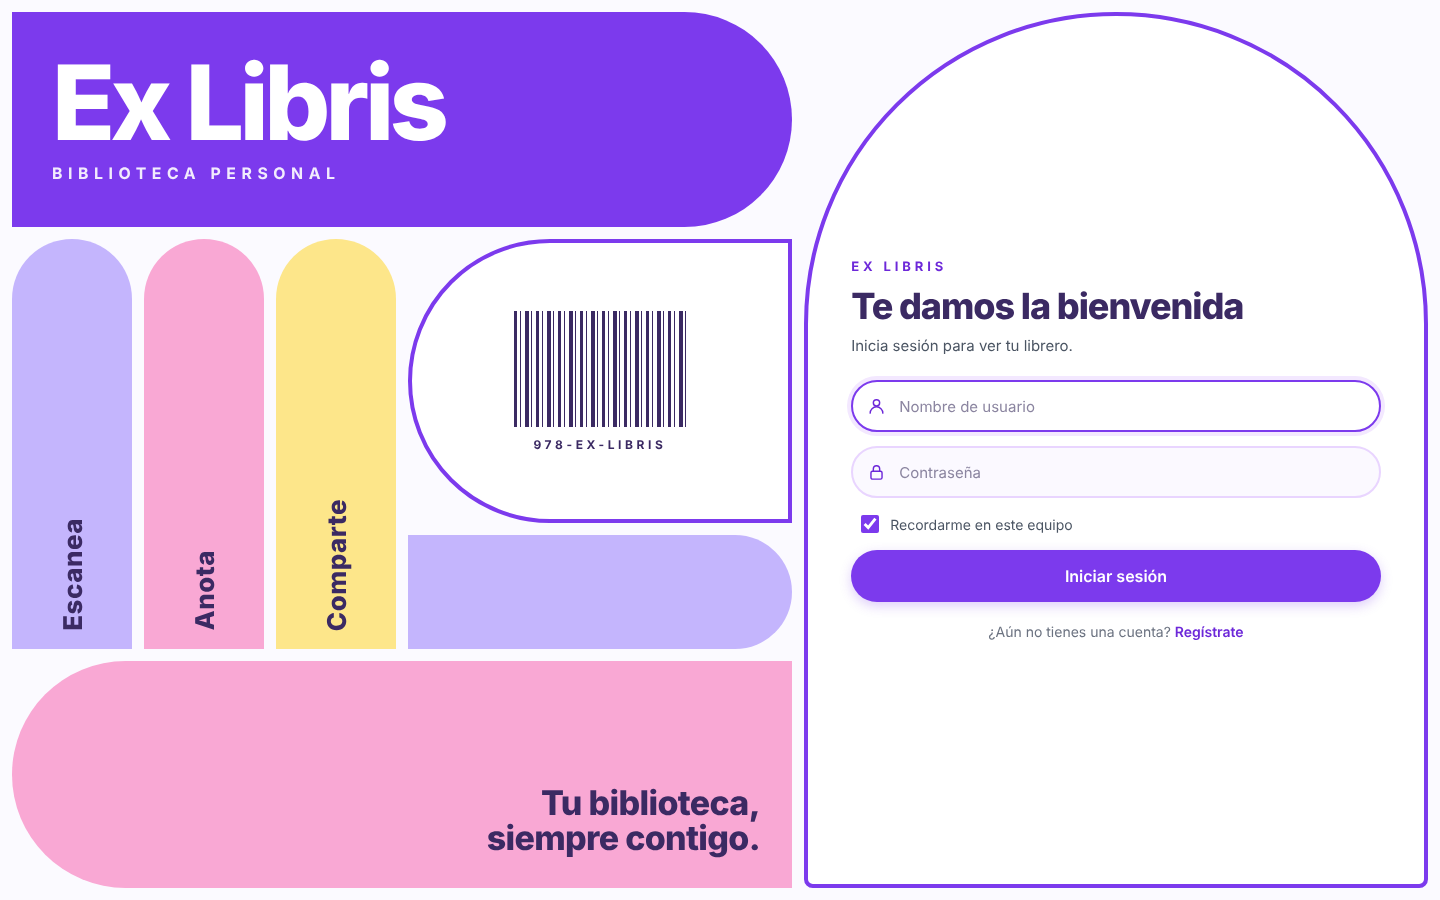 Ex Libris
BIBLIOTECA PERSONAL
Escanea
Anota
Comparte
978-EX-LIBRIS
Tu biblioteca,
siempre contigo.
EX LIBRIS
Te damos la bienvenida
Inicia sesión para ver tu librero.
Nombre de usuario
Contraseña
Recordarme en este equipo
Iniciar sesión
¿Aún no tienes una cuenta? Regístrate